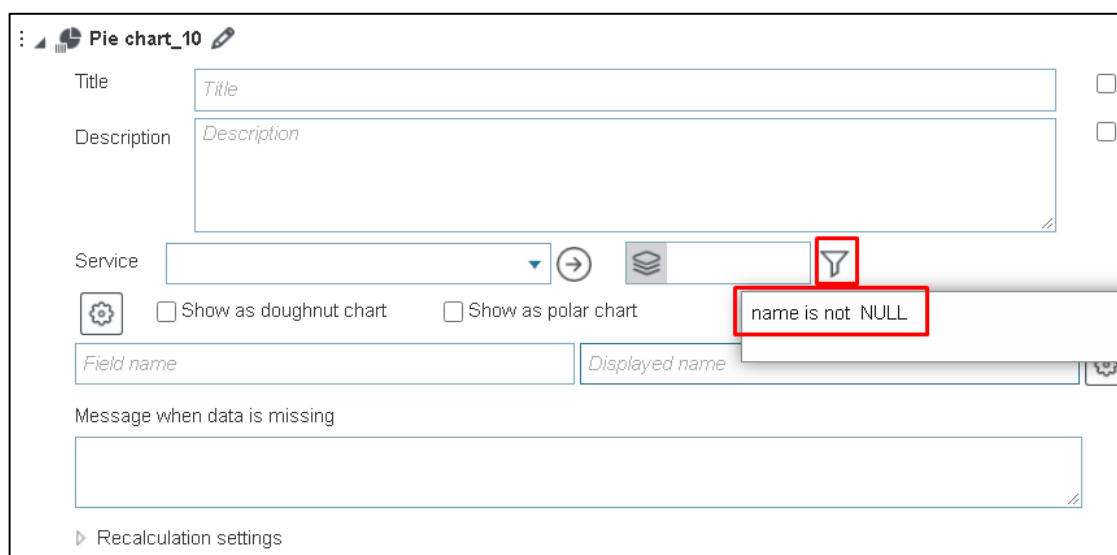 Pie chart_10
Title
Title
Description
Description
Service
Show as doughnut chart
Show as polar chart
name is not NULL
Field name
Displayed name
Message when data is missing
Recalculation settings